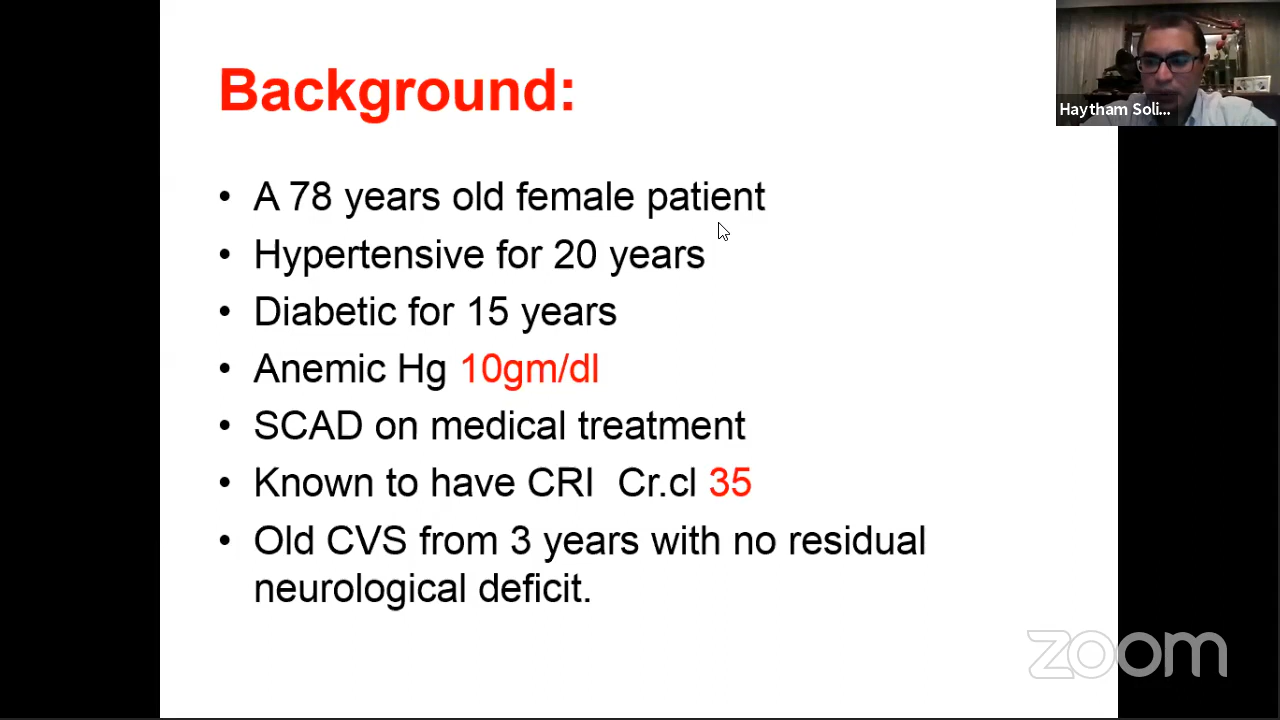 Background:
Haytham Soli...
• A 78 years old female patient
• Hypertensive for 20 years
• Diabetic for 15 years
• Anemic Hg 10gm/dl
• SCAD on medical treatment
• Known to have CRI  Cr.cl 35
• Old CVS from 3 years with no residual
neurological deficit.
zoom